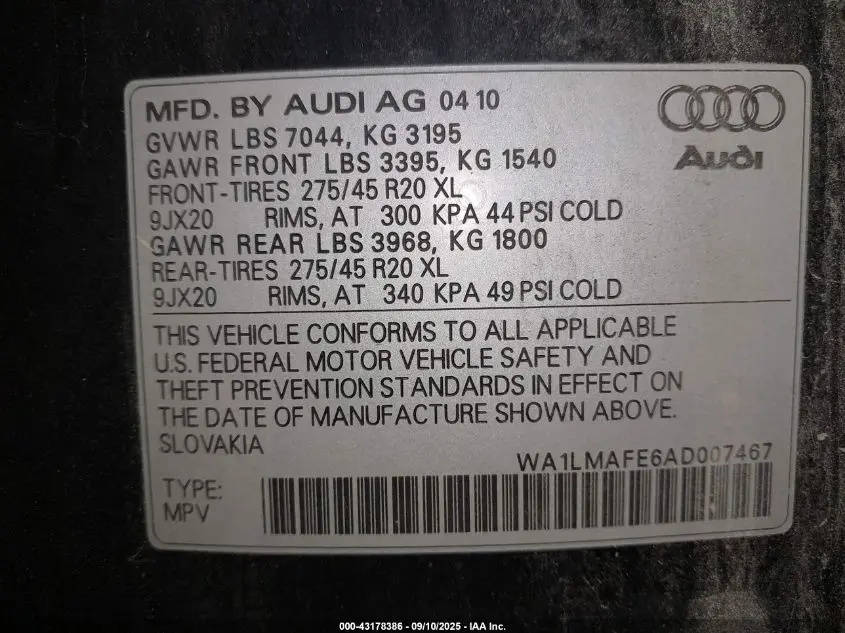 MFD. BY AUDI AG 04 10
GVWR LBS 7044, KG 3195
GAWR FRONT LBS 3395, KG 1540
FRONT-TIRES 275/45 R20 XL
9JX20 RIMS, AT 300 KPA 44 PSI COLD
GAWR REAR LBS 3968, KG 1800
REAR-TIRES 275/45 R20 XL
9JX20 RIMS, AT 340 KPA 49 PSI COLD
Audi
THIS VEHICLE CONFORMS TO ALL APPLICABLE
U.S. FEDERAL MOTOR VEHICLE SAFETY AND
THEFT PREVENTION STANDARDS IN EFFECT ON
THE DATE OF MANUFACTURE SHOWN ABOVE.
SLOVAKIA
WA1LMAFE6AD007467
TYPE:
MPV
000-43178386 - 09/10/2025 - IAA Inc.